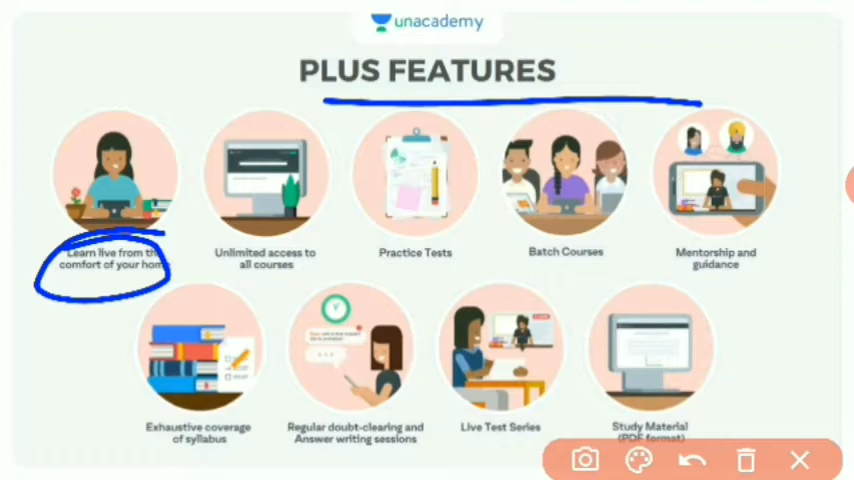 unacademy
PLUS FEATURES
Learn live from the
comfort of your home
Unlimited access to
all courses
Practice Tests
Batch Courses
Mentorship and
guidance
Exhaustive coverage
of syllabus
Regular doubt-clearing and
Answer writing sessions
Live Test Series
Study Material
(PDF format)